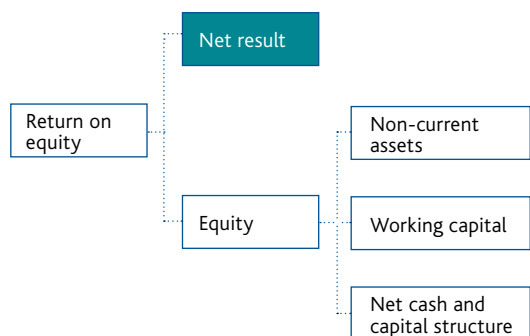 Net result
Return on
equity
Non-current
assets
Equity
Working capital
Net cash and
capital structure